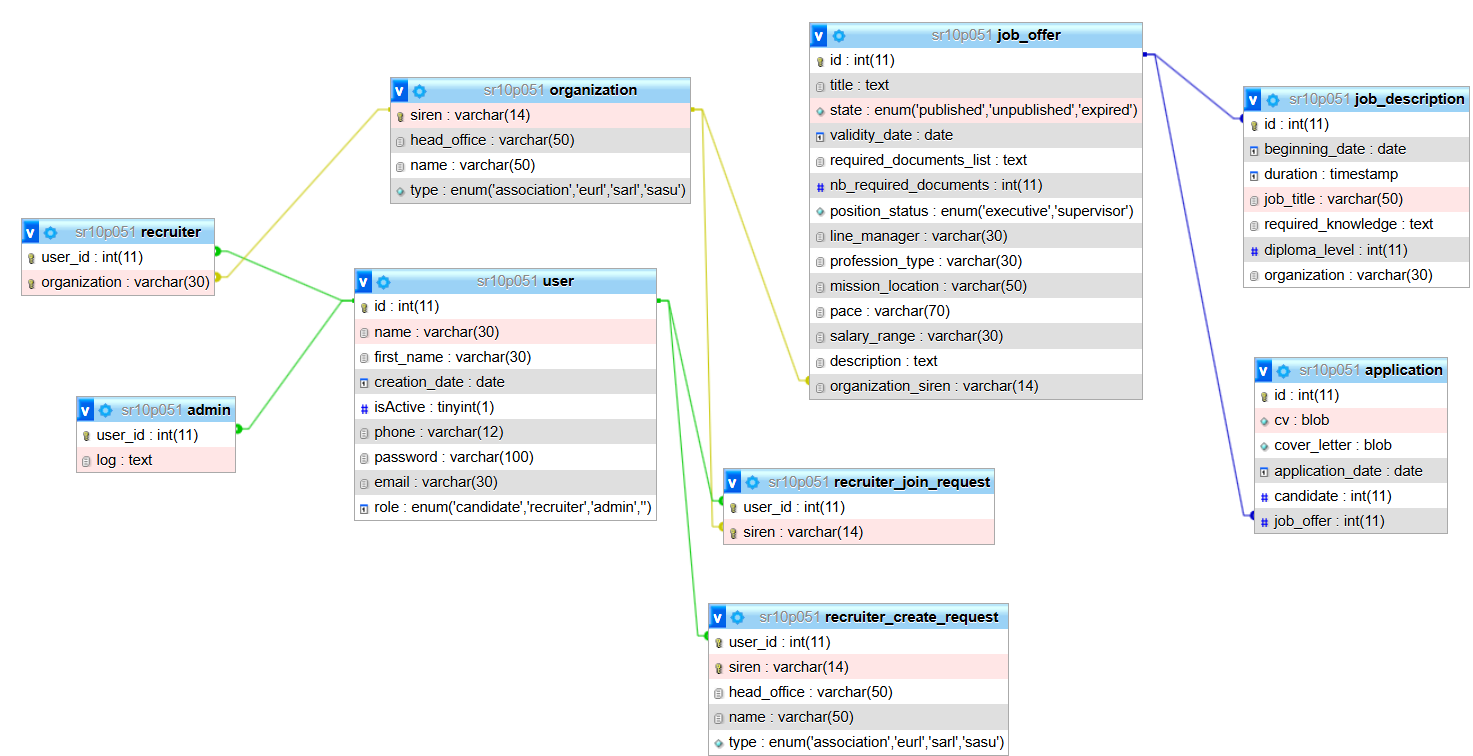 v sr10p051 job_offer
id : int(11)
title : text
state : enum('published','unpublished','expired')
validity_date : date
required_documents_list : text
# nb_required_documents : int(11)
position_status : enum('executive','supervisor')
line_manager : varchar(30)
profession_type : varchar(30)
mission_location : varchar(50)
pace : varchar(70)
salary_range : varchar(30)
description : text
organization_siren : varchar(14)
v sr10p051 organization
siren : varchar(14)
head_office : varchar(50)
name : varchar(50)
type : enum('association','eurl','sarl','sasu')
v sr10p051 job_description
id : int(11)
beginning_date : date
duration : timestamp
job_title : varchar(50)
required_knowledge : text
# diploma_level : int(11)
organization : varchar(30)
v sr10p051 recruiter
user_id : int(11)
organization : varchar(30)
v sr10p051 user
id : int(11)
name : varchar(30)
first_name : varchar(30)
creation_date : date
# isActive : tinyint(1)
phone : varchar(12)
password : varchar(100)
email : varchar(30)
role : enum('candidate','recruiter','admin','')
v sr10p051 application
id : int(11)
cv : blob
cover_letter : blob
application_date : date
# candidate : int(11)
# job_offer : int(11)
v sr10p051 admin
user_id : int(11)
log : text
v sr10p051 recruiter_join_request
user_id : int(11)
siren : varchar(14)
v sr10p051 recruiter_create_request
user_id : int(11)
siren : varchar(14)
head_office : varchar(50)
name : varchar(50)
type : enum('association','eurl','sarl','sasu')